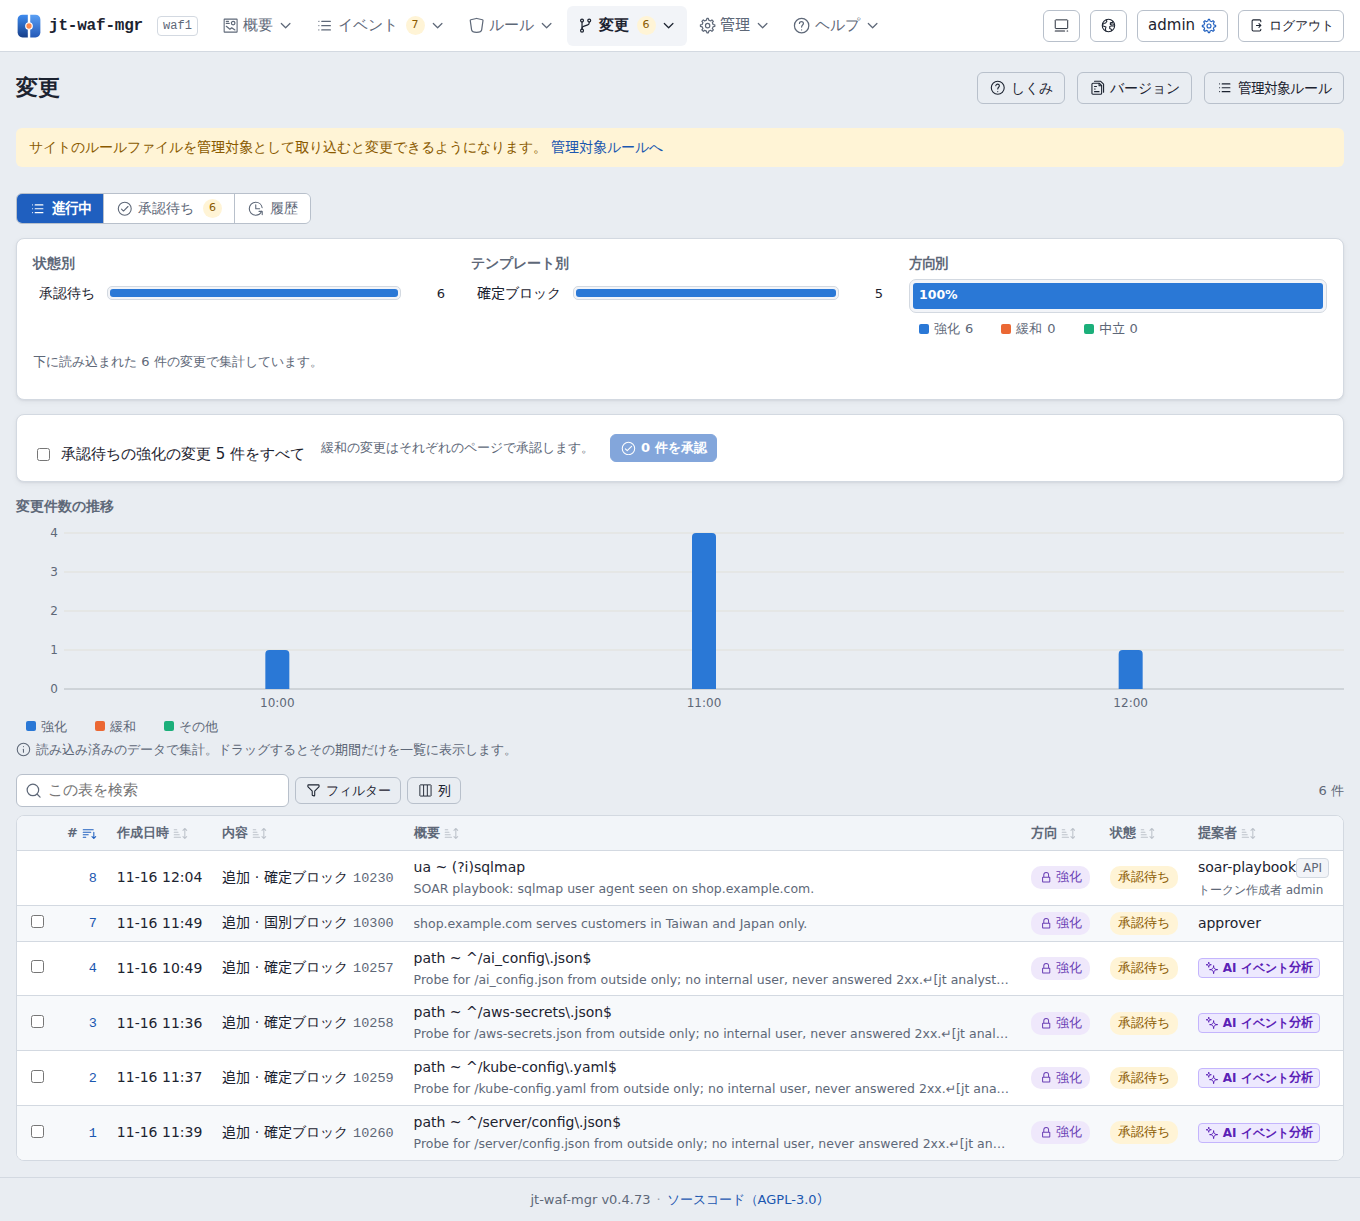 jt-waf-mgr waf1 概要 イベント 7 ルール 変更 6 管理 ヘルプ admin ログアウト
変更 しくみ バージョン 管理対象ルール
サイトのルールファイルを管理対象として取り込むと変更できるようになります。 管理対象ルールへ
進行中 承認待ち 6 履歴
状態別 テンプレート別 方向別
承認待ち 6 確定ブロック 5 100%
強化 6 緩和 0 中立 0
下に読み込まれた 6 件の変更で集計しています。
承認待ちの強化の変更 5 件をすべて 緩和の変更はそれぞれのページで承認します。 0 件を承認
変更件数の推移
4
3
2
1
0
10:00 11:00 12:00
強化 緩和 その他
読み込み済みのデータで集計。ドラッグするとその期間だけを一覧に表示します。
この表を検索 フィルター 列 6 件
# 作成日時 内容 概要 方向 状態 提案者
8 11-16 12:04 追加 · 確定ブロック 10230 ua ~ (?i)sqlmap 強化 承認待ち soar-playbook API
SOAR playbook: sqlmap user agent seen on shop.example.com. トークン作成者 admin
7 11-16 11:49 追加 · 国別ブロック 10300 shop.example.com serves customers in Taiwan and Japan only. 強化 承認待ち approver
4 11-16 10:49 追加 · 確定ブロック 10257 path ~ ^/ai_config\.json$ 強化 承認待ち AI イベント分析
Probe for /ai_config.json from outside only; no internal user, never answered 2xx.↵[jt analyst…
3 11-16 11:36 追加 · 確定ブロック 10258 path ~ ^/aws-secrets\.json$ 強化 承認待ち AI イベント分析
Probe for /aws-secrets.json from outside only; no internal user, never answered 2xx.↵[jt anal…
2 11-16 11:37 追加 · 確定ブロック 10259 path ~ ^/kube-config\.yaml$ 強化 承認待ち AI イベント分析
Probe for /kube-config.yaml from outside only; no internal user, never answered 2xx.↵[jt ana…
1 11-16 11:39 追加 · 確定ブロック 10260 path ~ ^/server/config\.json$ 強化 承認待ち AI イベント分析
Probe for /server/config.json from outside only; no internal user, never answered 2xx.↵[jt an…
jt-waf-mgr v0.4.73 · ソースコード（AGPL-3.0）